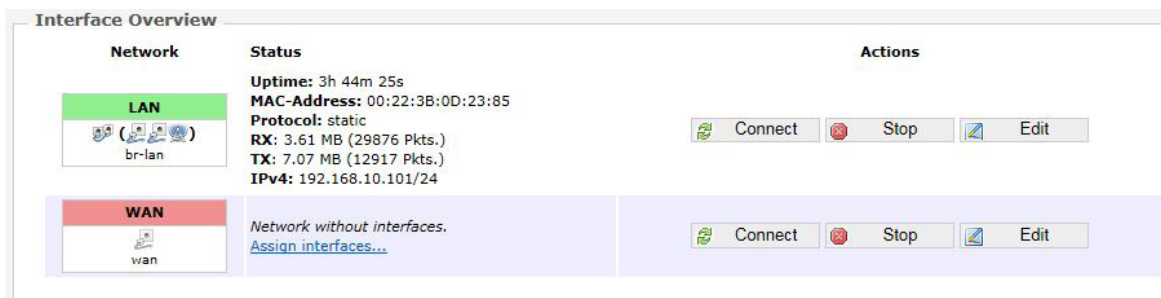 Interface Overview
Network Status Actions
Uptime: 3h 44m 25s
MAC-Address: 00:22:3B:0D:23:85
Protocol: static
RX: 3.61 MB (29876 Pkts.)
TX: 7.07 MB (12917 Pkts.)
IPv4: 192.168.10.101/24
LAN
( )
br-lan
Connect Stop Edit
WAN
wan
Network without interfaces.
Assign interfaces...
Connect Stop Edit